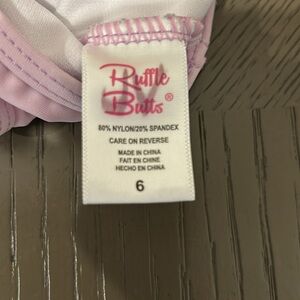 Ruffle
Butts®
80% NYLON/20% SPANDEX
CARE ON REVERSE
MADE IN CHINA
FAIT EN CHINE
HECHO EN CHINA
6